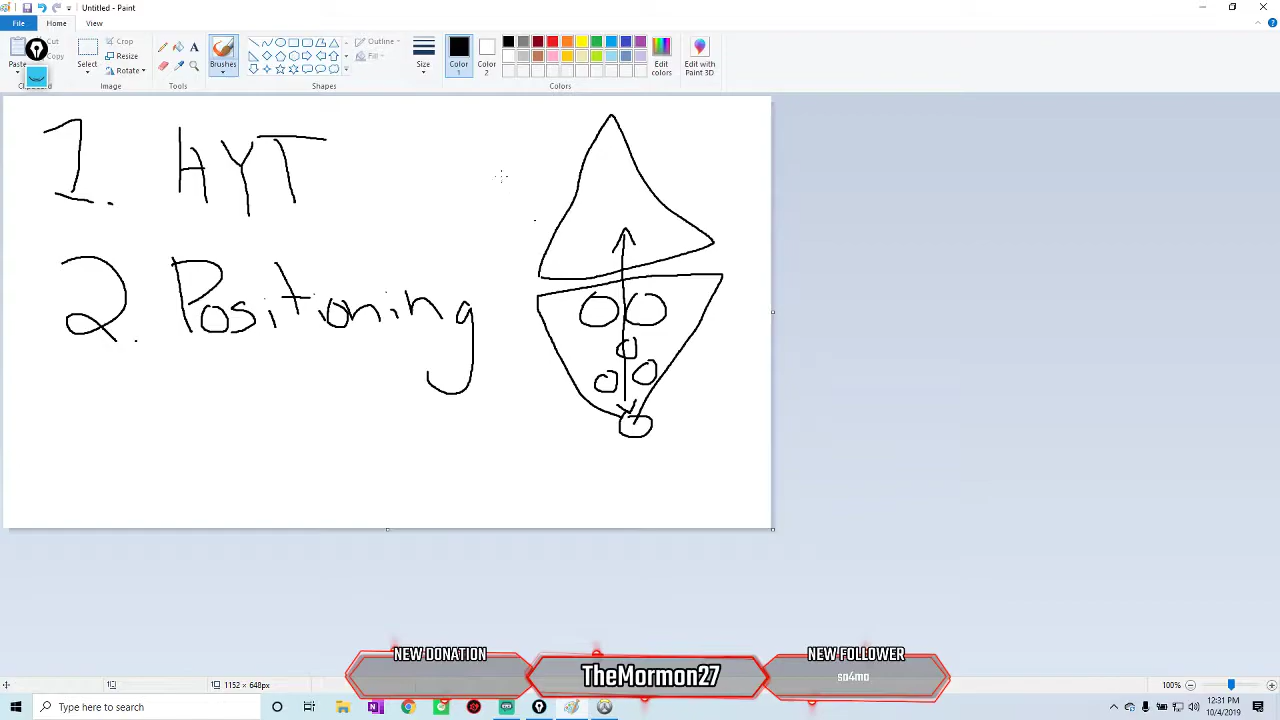 Untitled - Paint
File Home View
Cut
Copy
Paste
Clipboard
Select
Crop
Resize
Rotate
Image
Tools
Brushes
Shapes
Outline
Fill
Size
Color 1
Color 2
Edit colors
Colors
Edit with Paint 3D
1. HYT
2. Positioning
NEW DONATION
TheMormon27
NEW FOLLOWER
sa4mo
1152 × 648px
100%
Type here to search
12:31 PM
10/4/2019